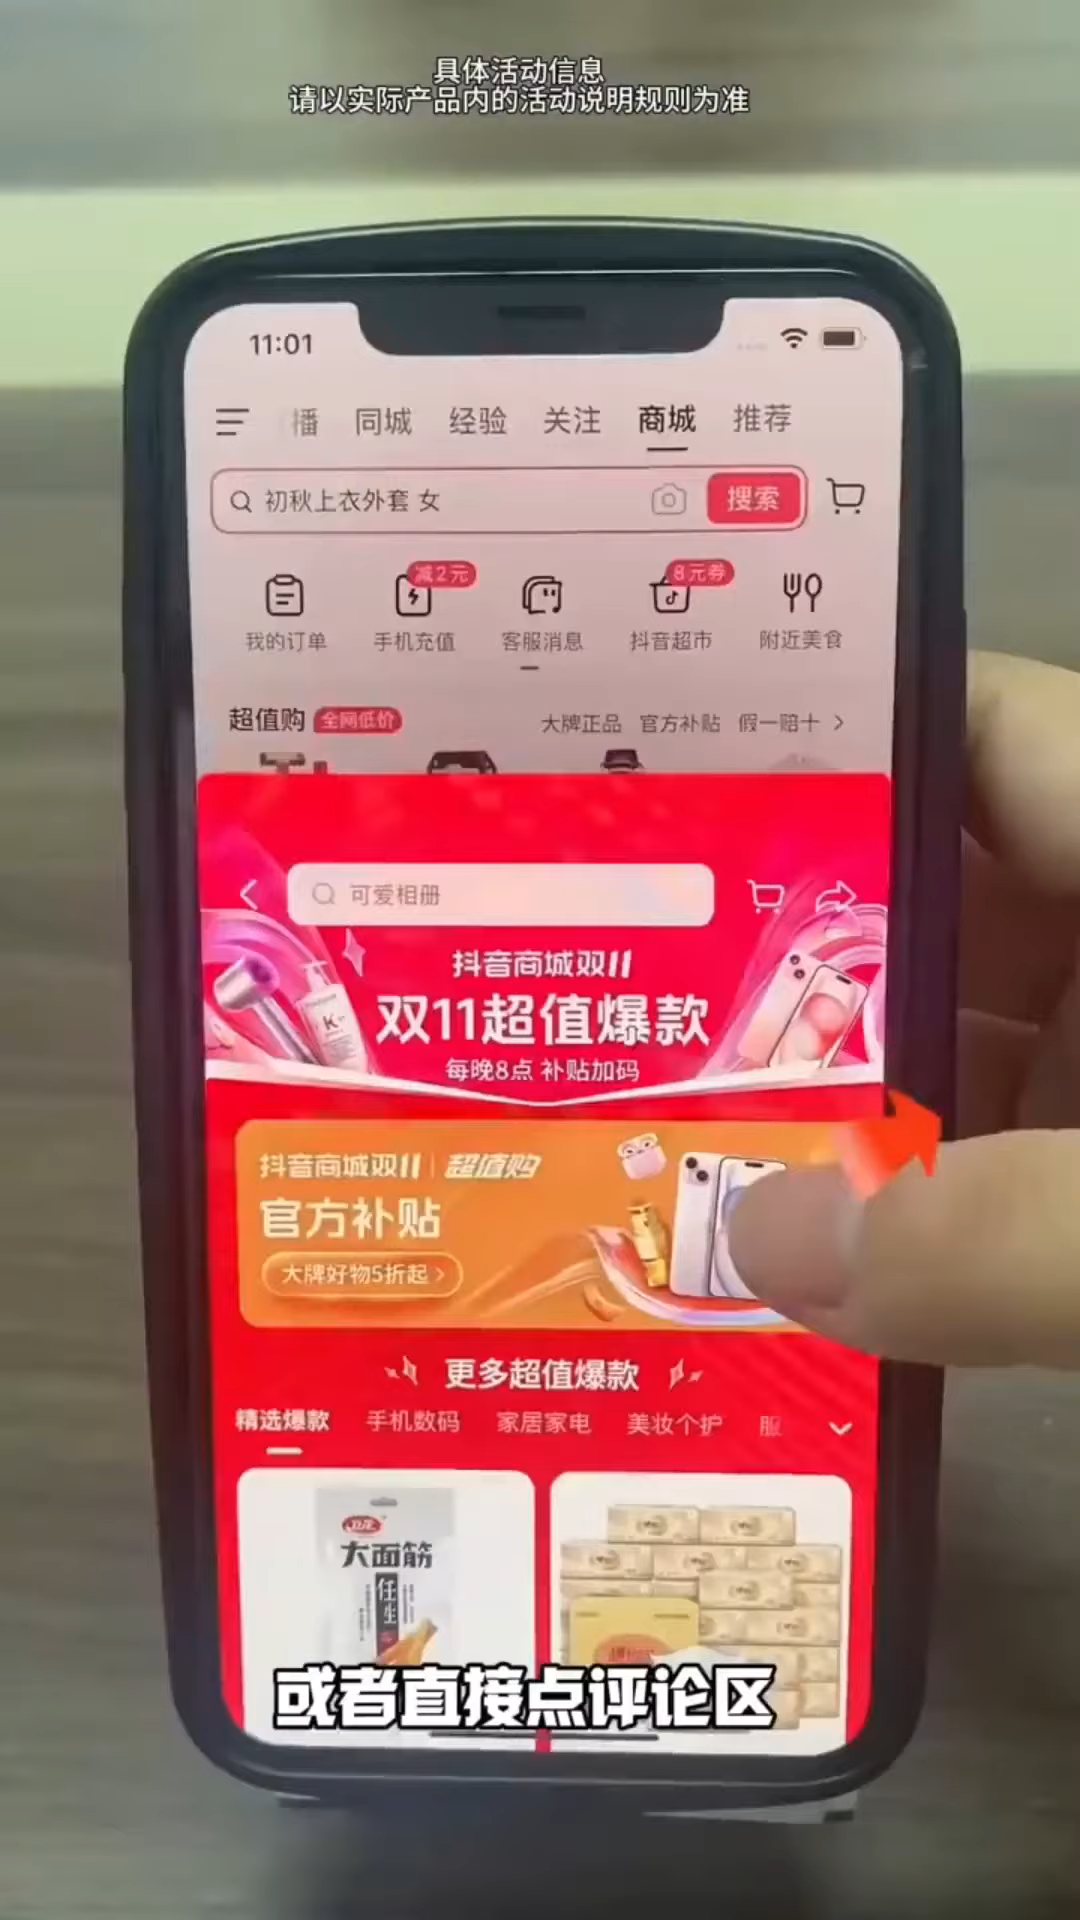 具体活动信息
请以实际产品内的活动说明规则为准
11:01
播 同城 经验 关注 商城 推荐
初秋上衣外套 女 搜索
减2元 8元券
我的订单 手机充值 客服消息 抖音超市 附近美食
超值购 全网低价 大牌正品 官方补贴 假一赔十
可爱相册
抖音商城双11
双11超值爆款
每晚8点 补贴加码
抖音商城双11 超值购
官方补贴
大牌好物5折起
更多超值爆款
精选爆款 手机数码 家居家电 美妆个护 服
卫龙
大面筋
任生
或者直接点评论区